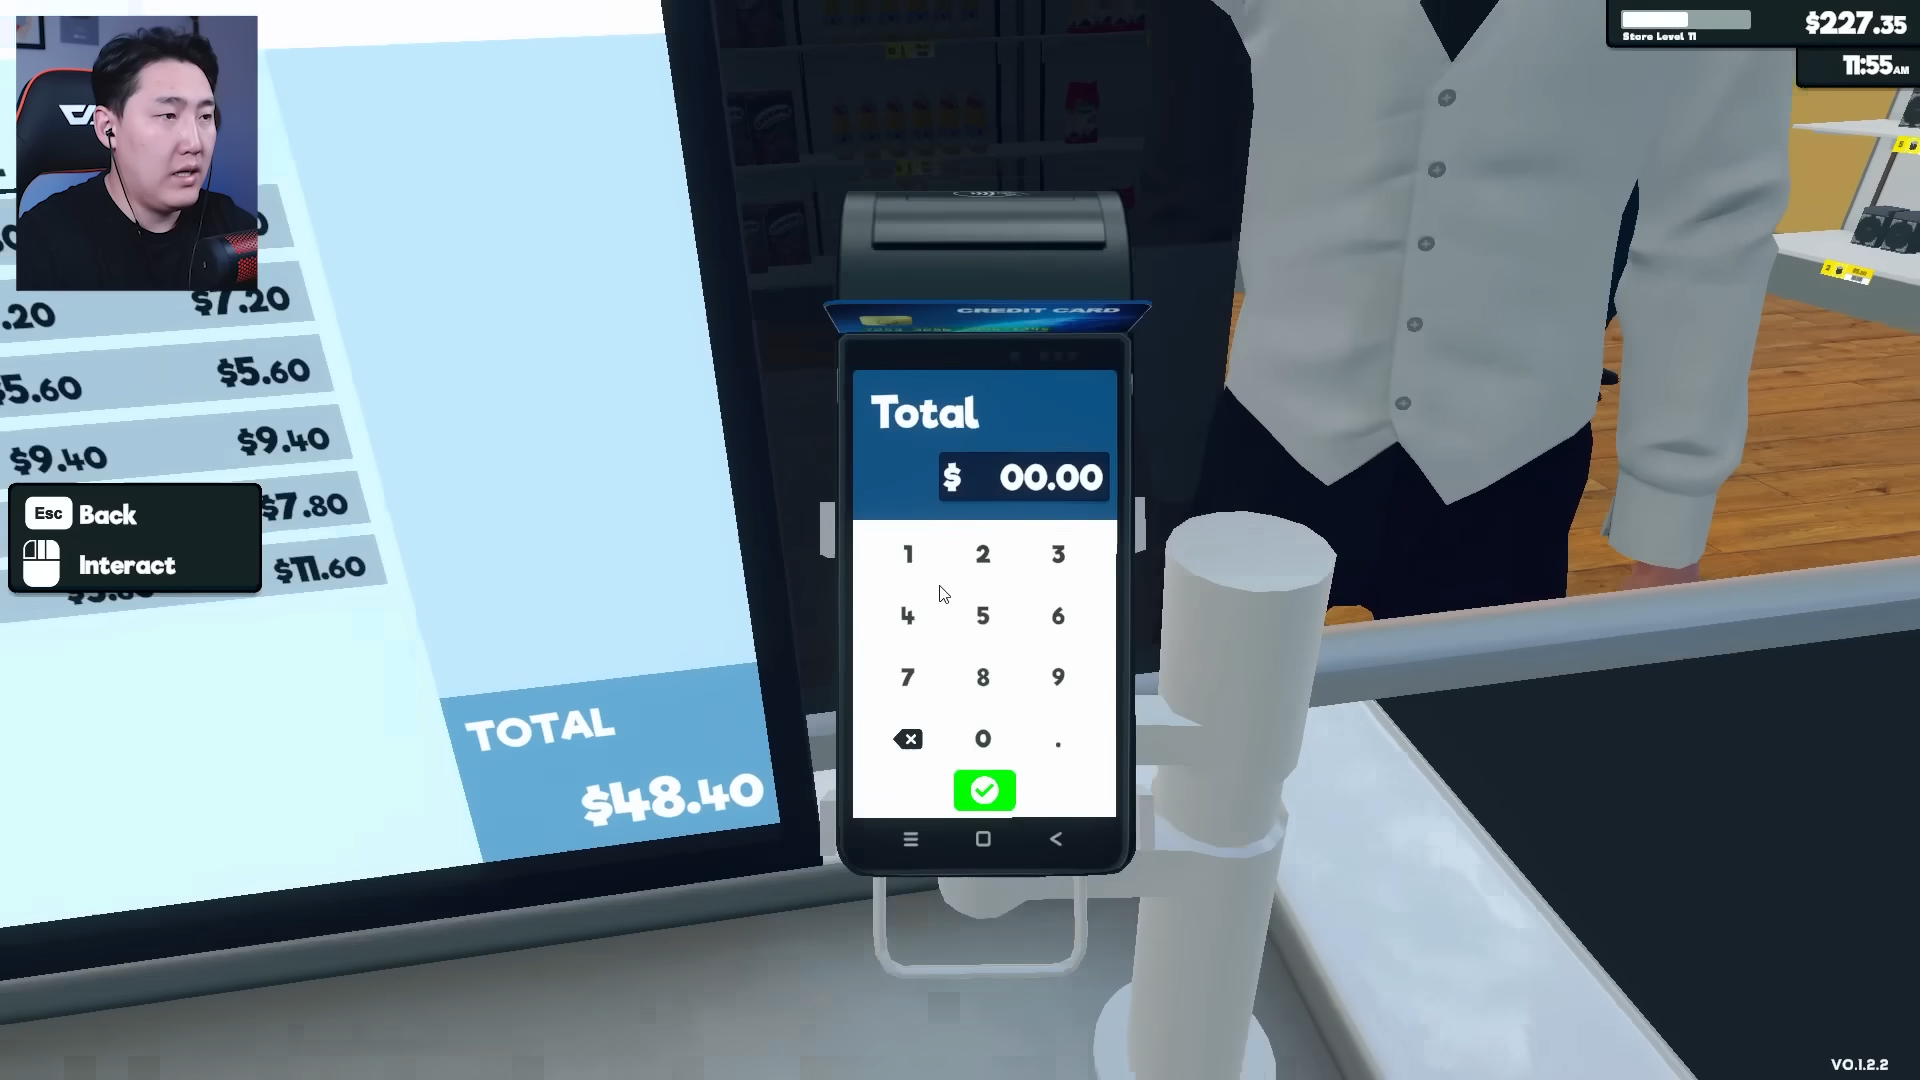 $227.35
Store Level 11
11:55AM
CREDIT CARD
.20 $7.20
$5.60 $5.60
$9.40 $9.40
$7.80
$11.60
Esc Back
Interact
TOTAL
$48.40
Total
$ 00.00
1 2 3
4 5 6
7 8 9
0 .
V0.1.2.2